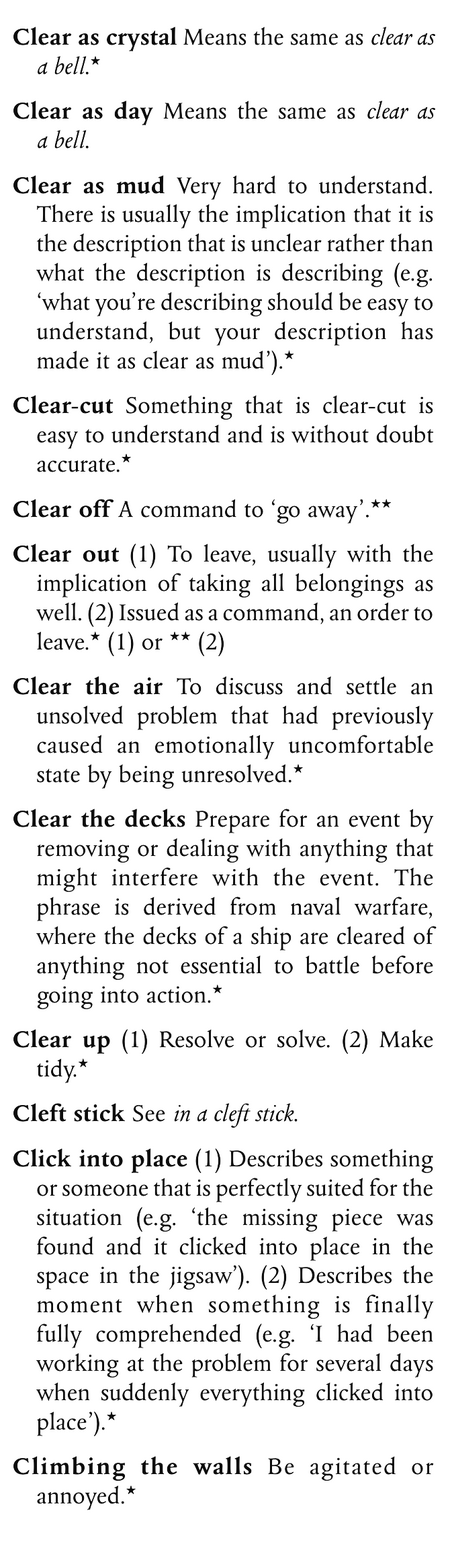 Clear as crystal Means the same as clear as
a bell.★
Clear as day Means the same as clear as
a bell.
Clear as mud Very hard to understand.
There is usually the implication that it is
the description that is unclear rather than
what the description is describing (e.g.
‘what you’re describing should be easy to
understand, but your description has
made it as clear as mud’).★
Clear-cut Something that is clear-cut is
easy to understand and is without doubt
accurate.★
Clear off A command to ‘go away’.★★
Clear out (1) To leave, usually with the
implication of taking all belongings as
well. (2) Issued as a command, an order to
leave.★ (1) or ★★ (2)
Clear the air To discuss and settle an
unsolved problem that had previously
caused an emotionally uncomfortable
state by being unresolved.★
Clear the decks Prepare for an event by
removing or dealing with anything that
might interfere with the event. The
phrase is derived from naval warfare,
where the decks of a ship are cleared of
anything not essential to battle before
going into action.★
Clear up (1) Resolve or solve. (2) Make
tidy.★
Cleft stick See in a cleft stick.
Click into place (1) Describes something
or someone that is perfectly suited for the
situation (e.g. ‘the missing piece was
found and it clicked into place in the
space in the jigsaw’). (2) Describes the
moment when something is finally
fully comprehended (e.g. ‘I had been
working at the problem for several days
when suddenly everything clicked into
place’).★
Climbing the walls Be agitated or
annoyed.★